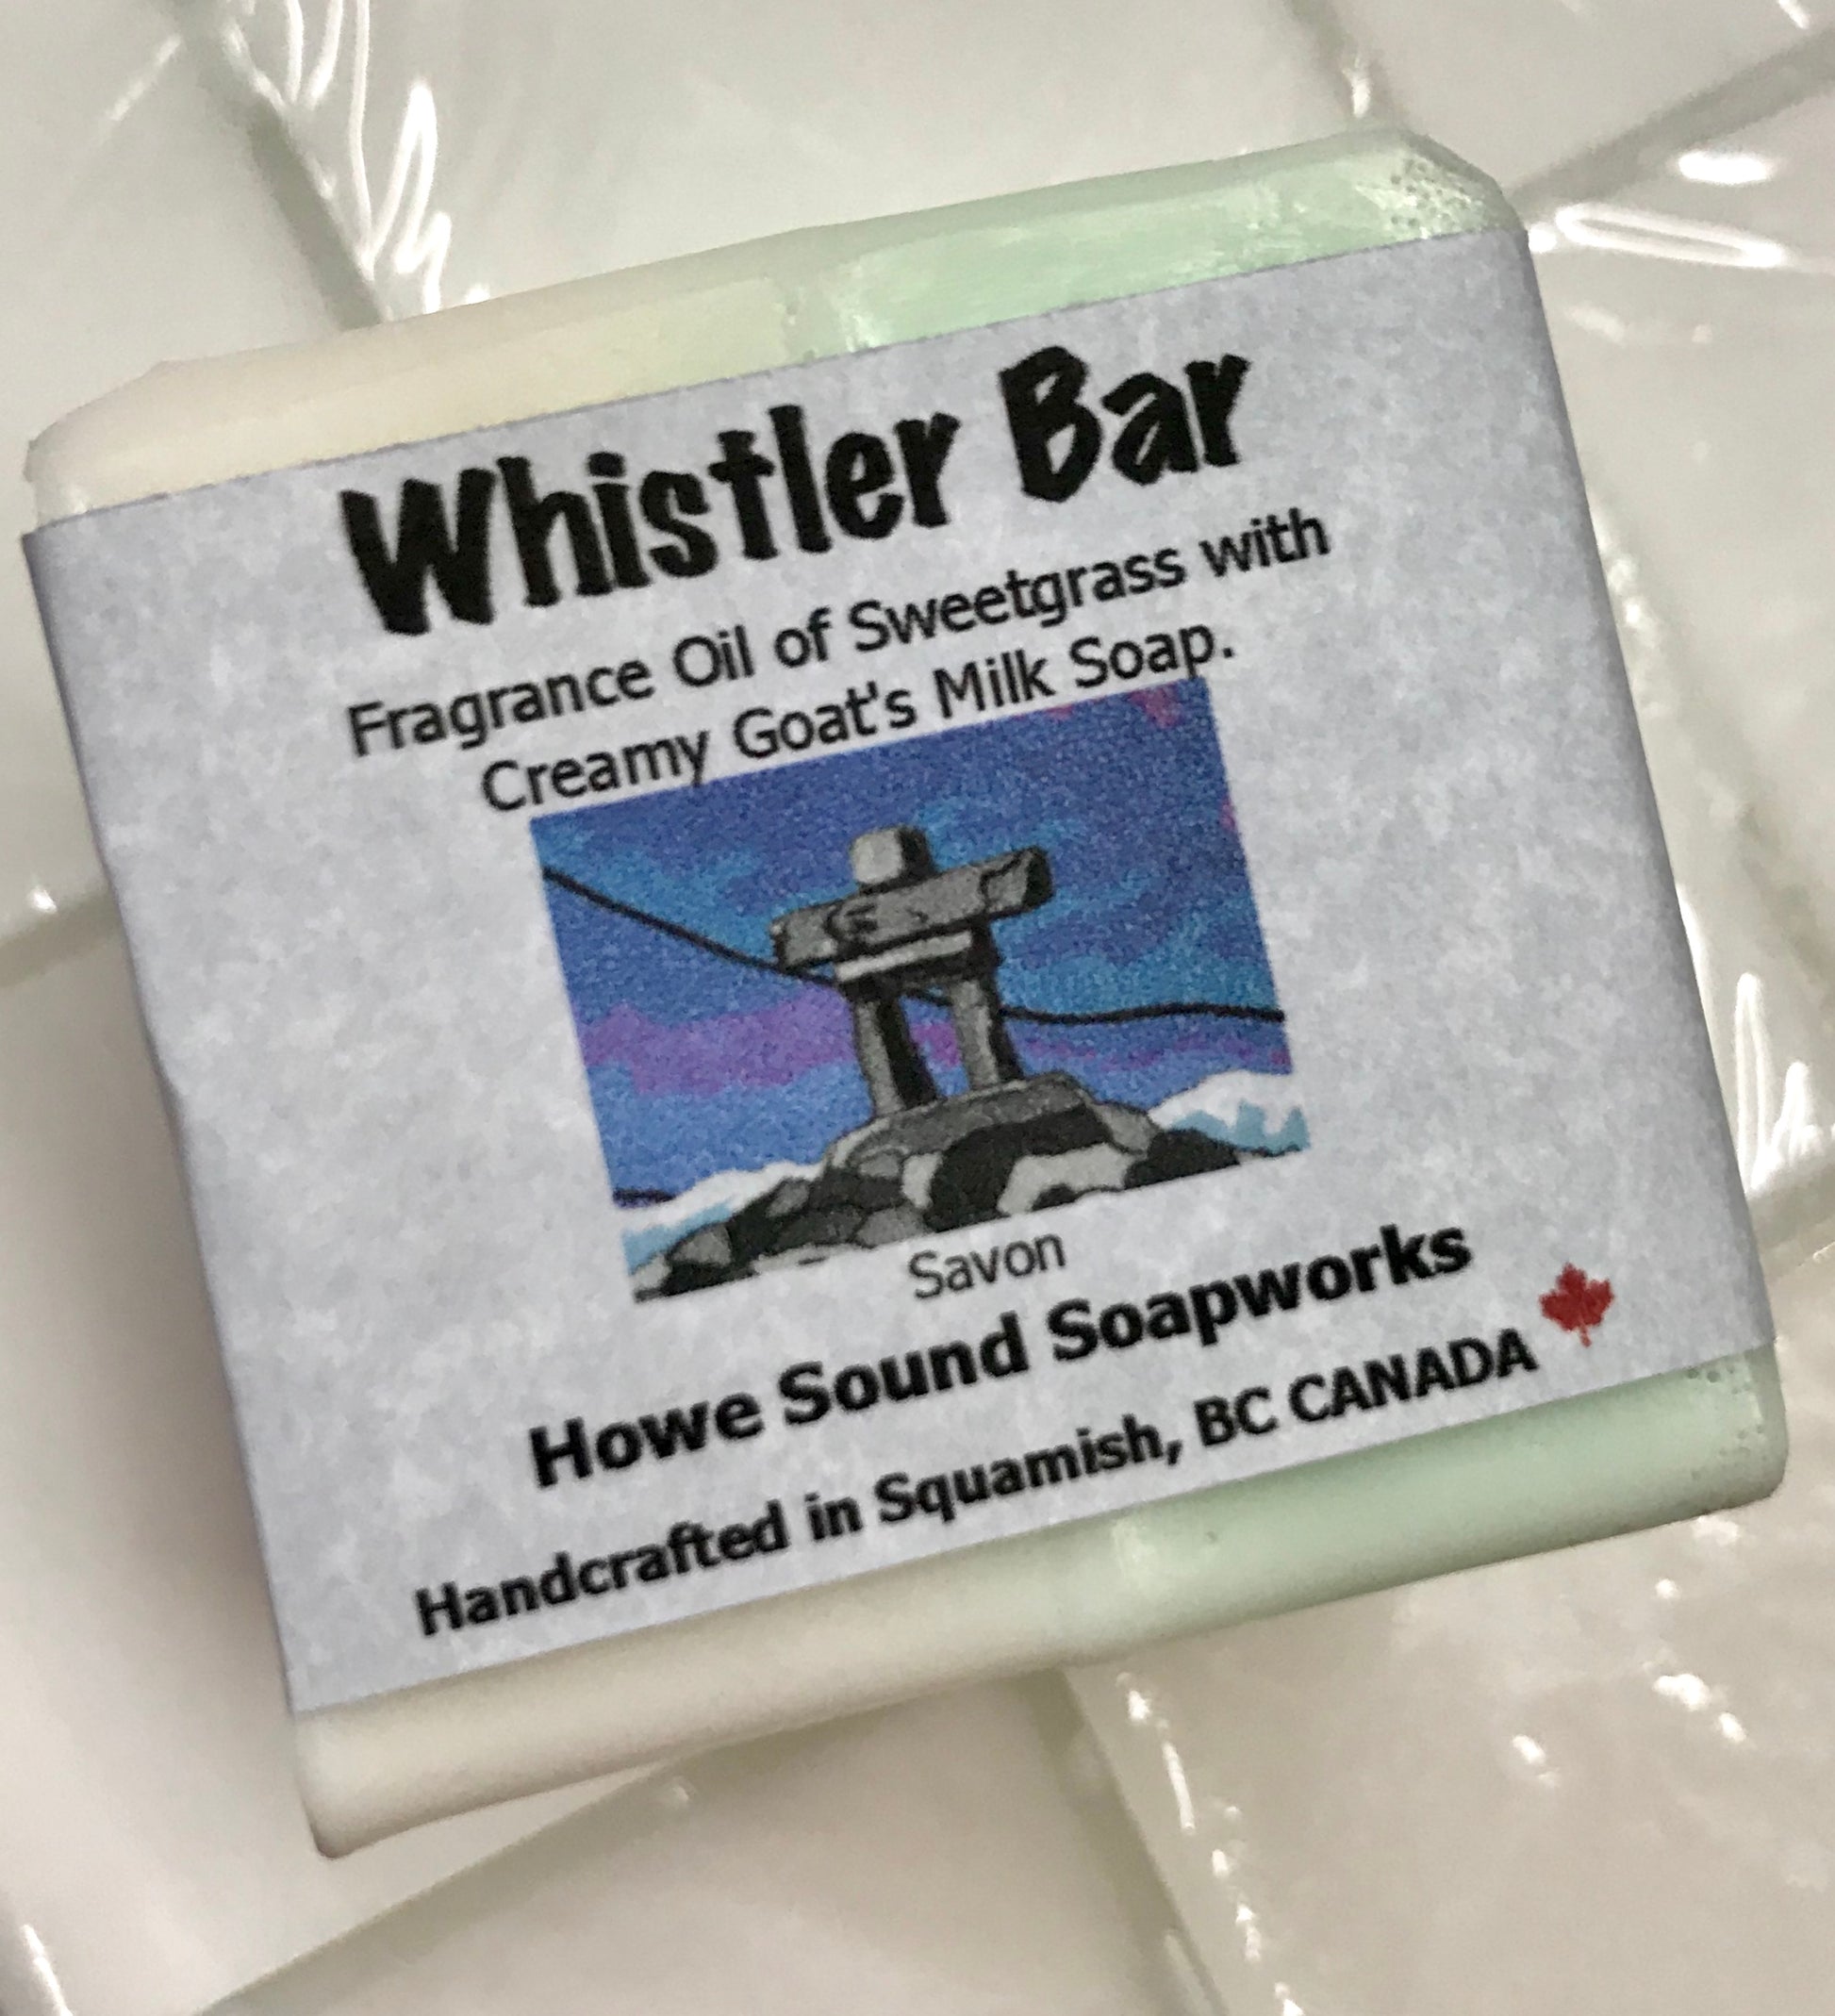 Whistler Bar
Fragrance Oil of Sweetgrass with
Creamy Goat's Milk Soap.
Savon
Howe Sound Soapworks
Handcrafted in Squamish, BC CANADA